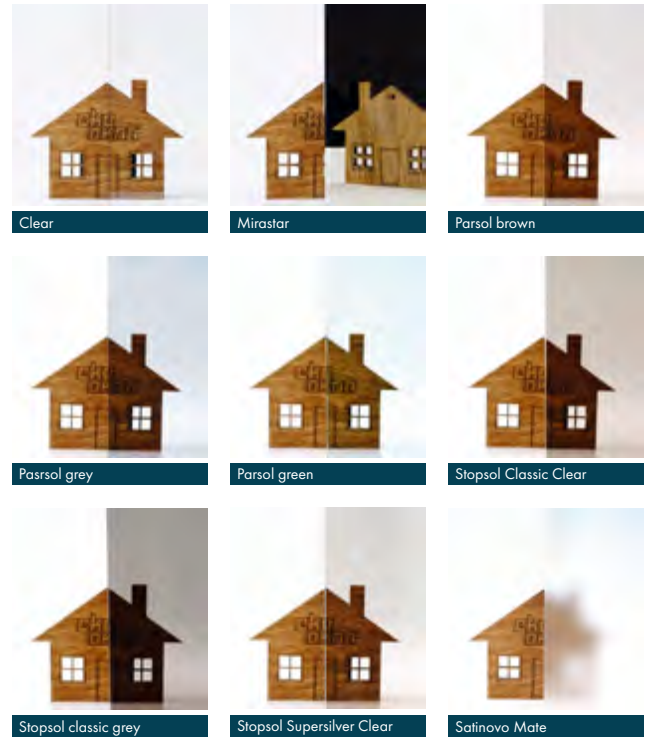 Clear
Mirastar
Parsol brown
Pasrsol grey
Parsol green
Stopsol Classic Clear
Stopsol classic grey
Stopsol Supersilver Clear
Satinovo Mate